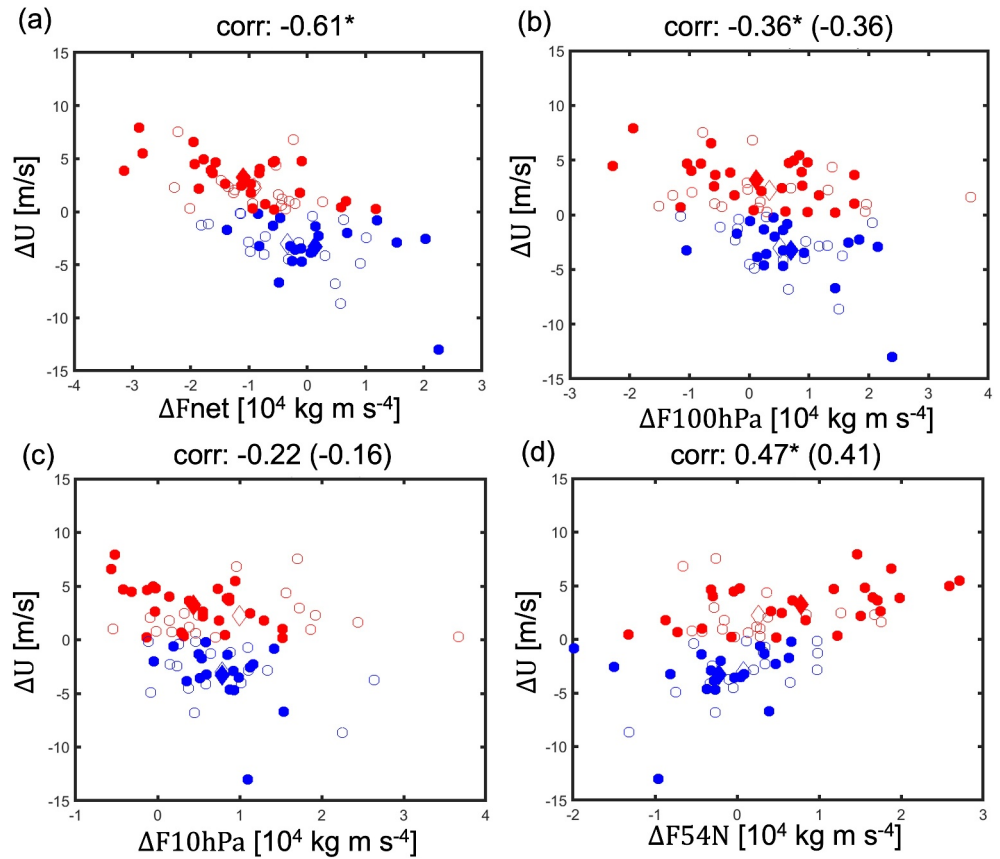 (a)
corr: -0.61*
15
10
5
0
-5
-10
-15
ΔU [m/s]
-4 -3 -2 -1 0 1 2 3
ΔFnet [10⁴ kg m s⁻⁴]
(b)
corr: -0.36* (-0.36)
15
10
5
0
-5
-10
-15
ΔU [m/s]
-3 -2 -1 0 1 2 3 4
ΔF100hPa [10⁴ kg m s⁻⁴]
(c)
corr: -0.22 (-0.16)
15
10
5
0
-5
-10
-15
ΔU [m/s]
-1 0 1 2 3 4
ΔF10hPa [10⁴ kg m s⁻⁴]
(d)
corr: 0.47* (0.41)
15
10
5
0
-5
-10
-15
ΔU [m/s]
-2 -1 0 1 2 3
ΔF54N [10⁴ kg m s⁻⁴]